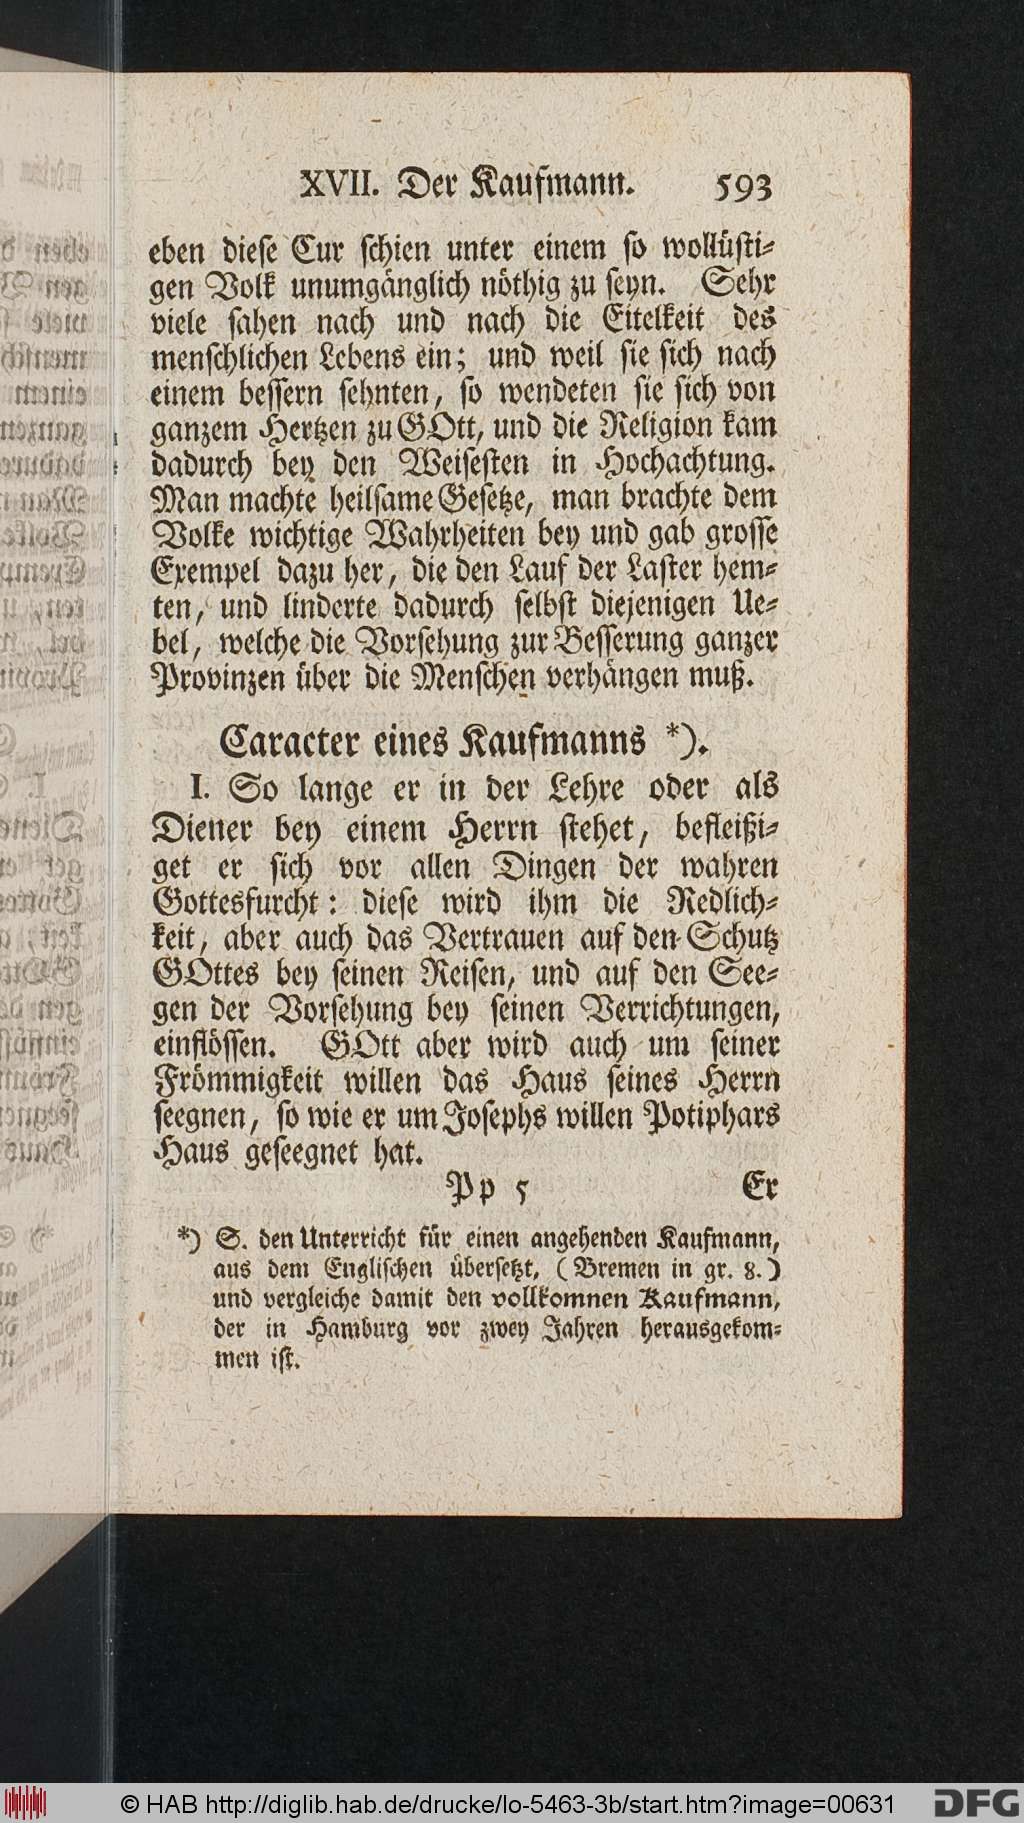 XVII. Der Kaufmann. 593
eben diese Cur schien unter einem so wollüsti-
gen Volk unumgänglich nöthig zu seyn. Sehr
viele sahen nach und nach die Eitelkeit des
menschlichen Lebens ein; und weil sie sich nach
einem bessern sehnten, so wendeten sie sich von
ganzem Hertzen zu GOtt, und die Religion kam
dadurch bey den Weisesten in Hochachtung.
Man machte heilsame Gesetze, man brachte dem
Volke wichtige Wahrheiten bey und gab grosse
Exempel dazu her, die den Lauf der Laster hem-
ten, und linderte dadurch selbst diejenigen Ue-
bel, welche die Vorsehung zur Besserung ganzer
Provinzen über die Menschen verhängen muß.
Caracter eines Kaufmanns *).
I. So lange er in der Lehre oder als
Diener bey einem Herrn stehet, befleißi-
get er sich vor allen Dingen der wahren
Gottesfurcht: diese wird ihm die Redlich-
keit, aber auch das Vertrauen auf den Schutz
GOttes bey seinen Reisen, und auf den See-
gen der Vorsehung bey seinen Verrichtungen,
einflössen. GOtt aber wird auch um seiner
Frömmigkeit willen das Haus seines Herrn
seegnen, so wie er um Josephs willen Potiphars
Haus geseegnet hat.
Pp 5 Er
*) S. den Unterricht für einen angehenden Kaufmann,
aus dem Englischen übersetzt, (Bremen in gr. 8.)
und vergleiche damit den vollkomnen Kaufmann,
der in Hamburg vor zwey Jahren herausgekom-
men ist.
© HAB http://diglib.hab.de/drucke/lo-5463-3b/start.htm?image=00631
DFG